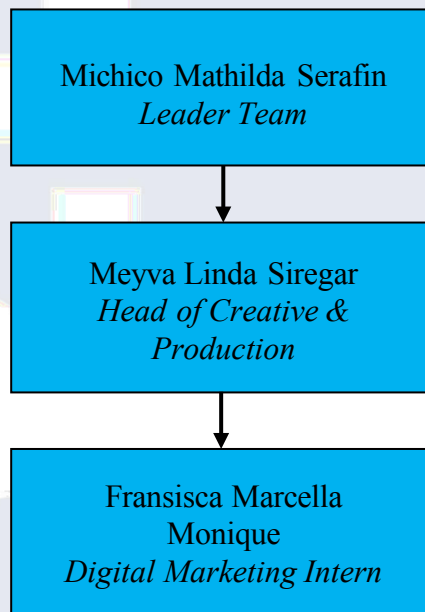 Michico Mathilda Serafin
Leader Team
Meyva Linda Siregar
Head of Creative &
Production
Fransisca Marcella
Monique
Digital Marketing Intern